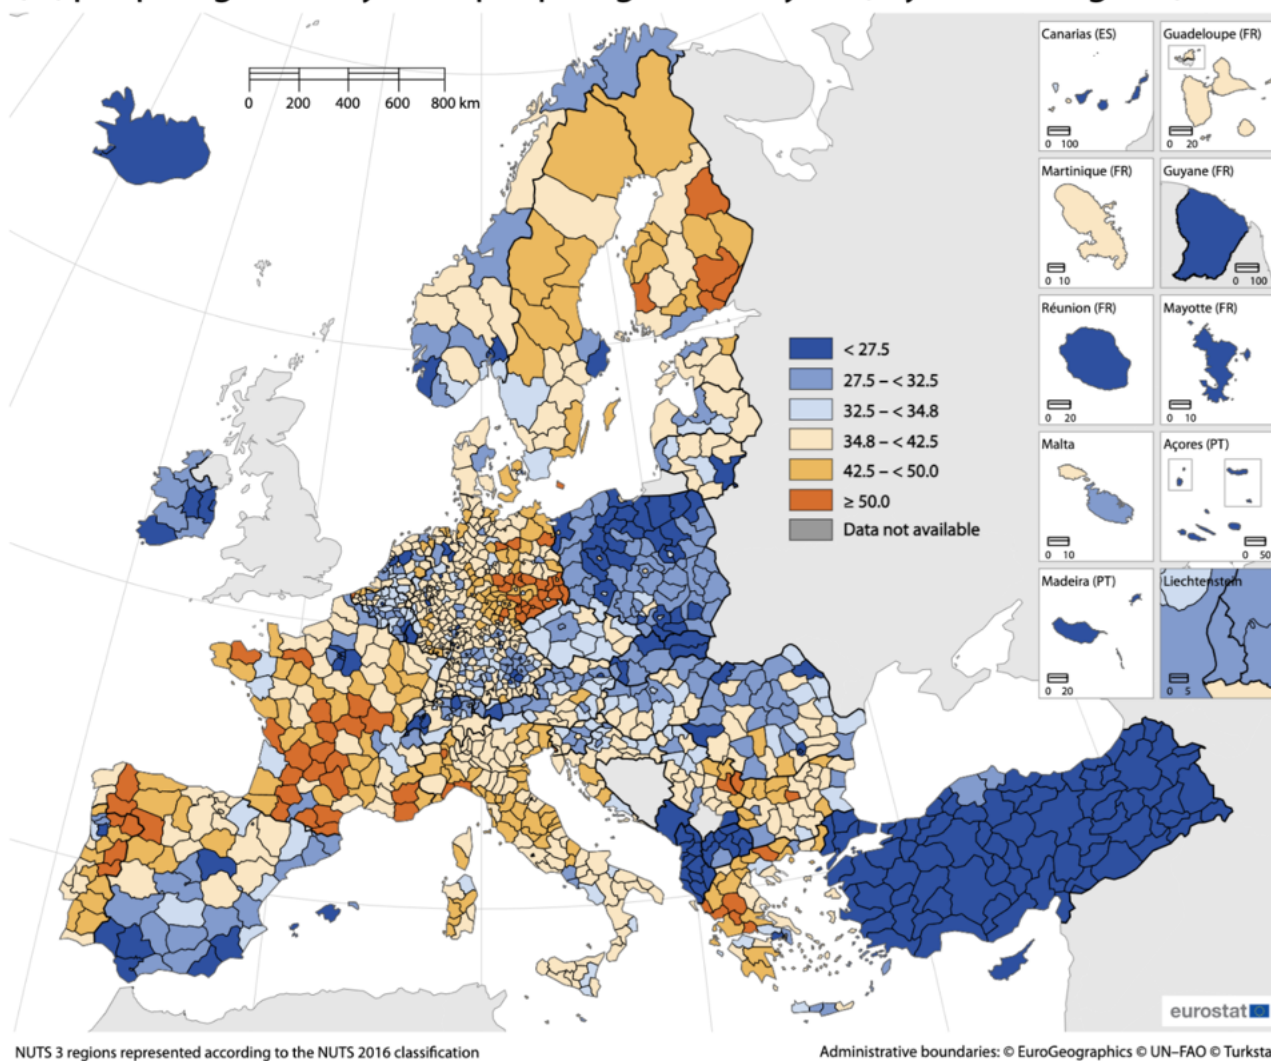 Canarias (ES)
0 100
Guadeloupe (FR)
0 20
0 200 400 600 800 km
Martinique (FR)
0 10
Guyane (FR)
0 100
Réunion (FR)
0 20
Mayotte (FR)
0 10
< 27.5
27.5 – < 32.5
32.5 – < 34.8
34.8 – < 42.5
42.5 – < 50.0
≥ 50.0
Data not available
Malta
0 10
Açores (PT)
0 50
Madeira (PT)
0 20
Liechtenstein
0 5
eurostat
NUTS 3 regions represented according to the NUTS 2016 classification
Administrative boundaries: © EuroGeographics © UN–FAO © Turksta